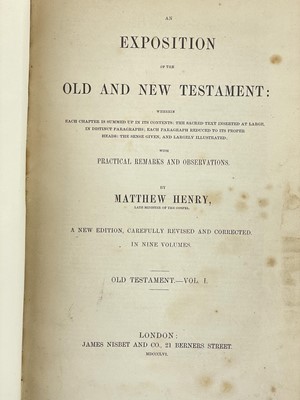 AN
EXPOSITION
OF THE
OLD AND NEW TESTAMENT:
WHEREIN
EACH CHAPTER IS SUMMED UP IN ITS CONTENTS; THE SACRED TEXT INSERTED AT LARGE,
IN DISTINCT PARAGRAPHS; EACH PARAGRAPH REDUCED TO ITS PROPER
HEADS; THE SENSE GIVEN, AND LARGELY ILLUSTRATED;
WITH
PRACTICAL REMARKS AND OBSERVATIONS.
BY
MATTHEW HENRY,
LATE MINISTER OF THE GOSPEL.
A NEW EDITION, CAREFULLY REVISED AND CORRECTED.
IN NINE VOLUMES.
OLD TESTAMENT.—VOL. I.
LONDON:
JAMES NISBET AND CO., 21 BERNERS STREET.
MDCCCLVI.